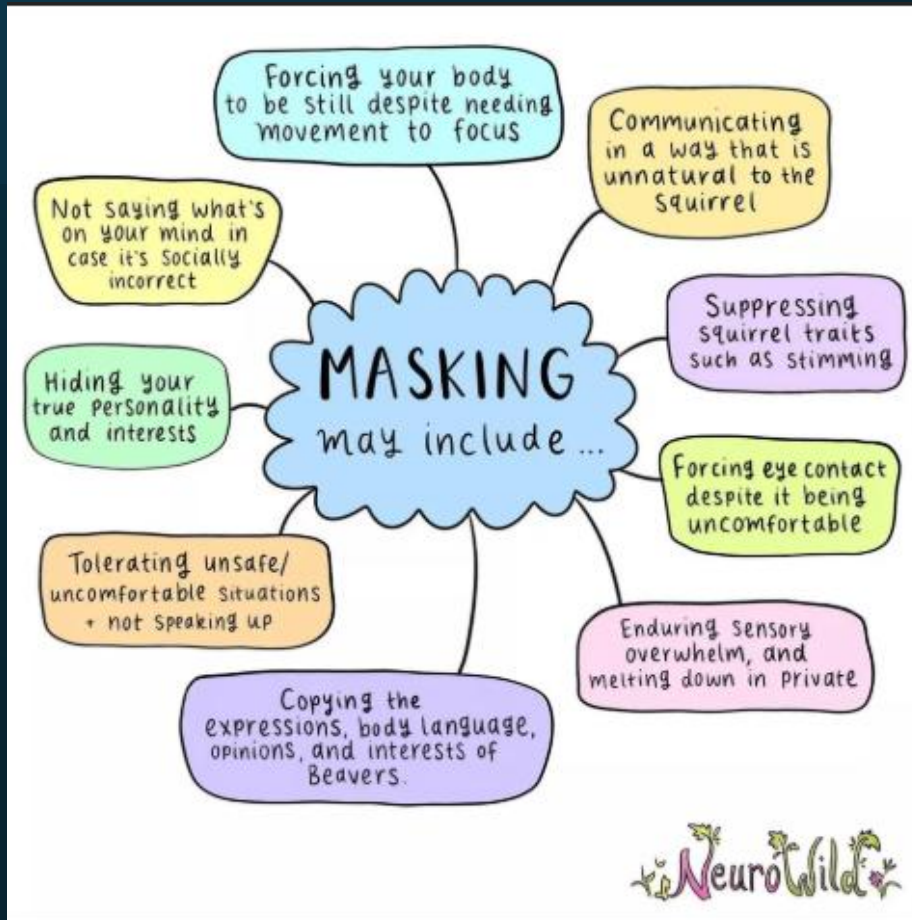 MASKING
may include ...
Forcing your body
to be still despite needing
movement to focus
Communicating
in a way that is
unnatural to the
squirrel
Suppressing
squirrel traits
such as stimming
Forcing eye contact
despite it being
uncomfortable
Enduring sensory
overwhelm, and
melting down in private
Copying the
expressions, body language,
opinions, and interests of
Beavers.
Tolerating unsafe/
uncomfortable situations
+ not speaking up
Hiding your
true personality
and interests
Not saying what's
on your mind in
case it's socially
incorrect
NeuroWild